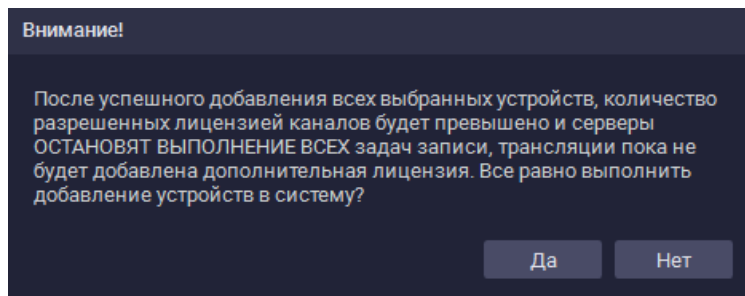 Внимание!
После успешного добавления всех выбранных устройств, количество
разрешенных лицензией каналов будет превышено и серверы
ОСТАНОВЯТ ВЫПОЛНЕНИЕ ВСЕХ задач записи, трансляции пока не
будет добавлена дополнительная лицензия. Все равно выполнить
добавление устройств в систему?
Да Нет